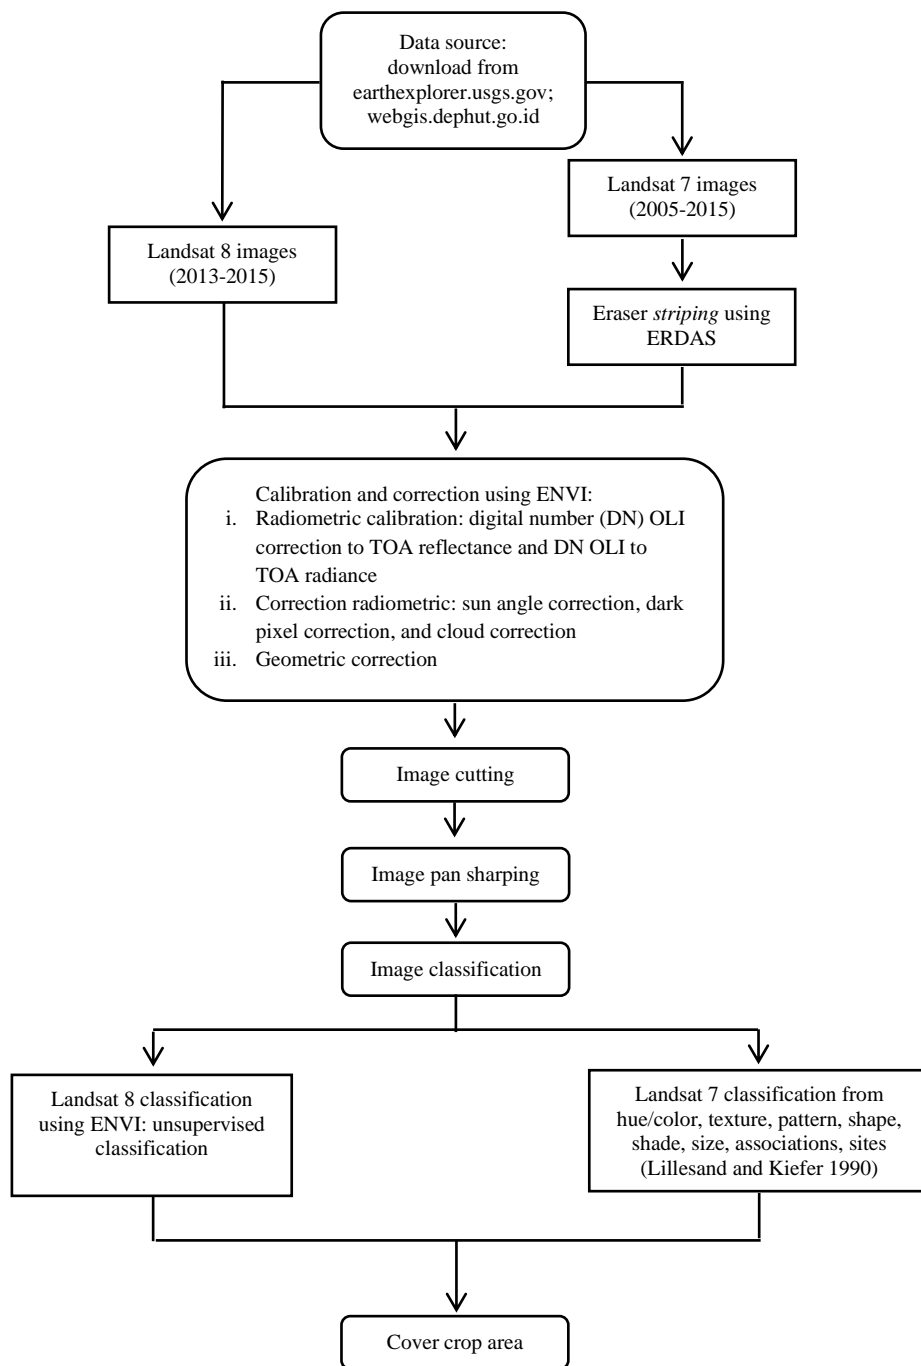 Data source:
download from
earthexplorer.usgs.gov;
webgis.dephut.go.id
Landsat 7 images
(2005-2015)
Landsat 8 images
(2013-2015)
Eraser striping using
ERDAS
Calibration and correction using ENVI:
i. Radiometric calibration: digital number (DN) OLI
correction to TOA reflectance and DN OLI to
TOA radiance
ii. Correction radiometric: sun angle correction, dark
pixel correction, and cloud correction
iii. Geometric correction
Image cutting
Image pan sharping
Image classification
Landsat 8 classification
using ENVI: unsupervised
classification
Landsat 7 classification from
hue/color, texture, pattern, shape,
shade, size, associations, sites
(Lillesand and Kiefer 1990)
Cover crop area